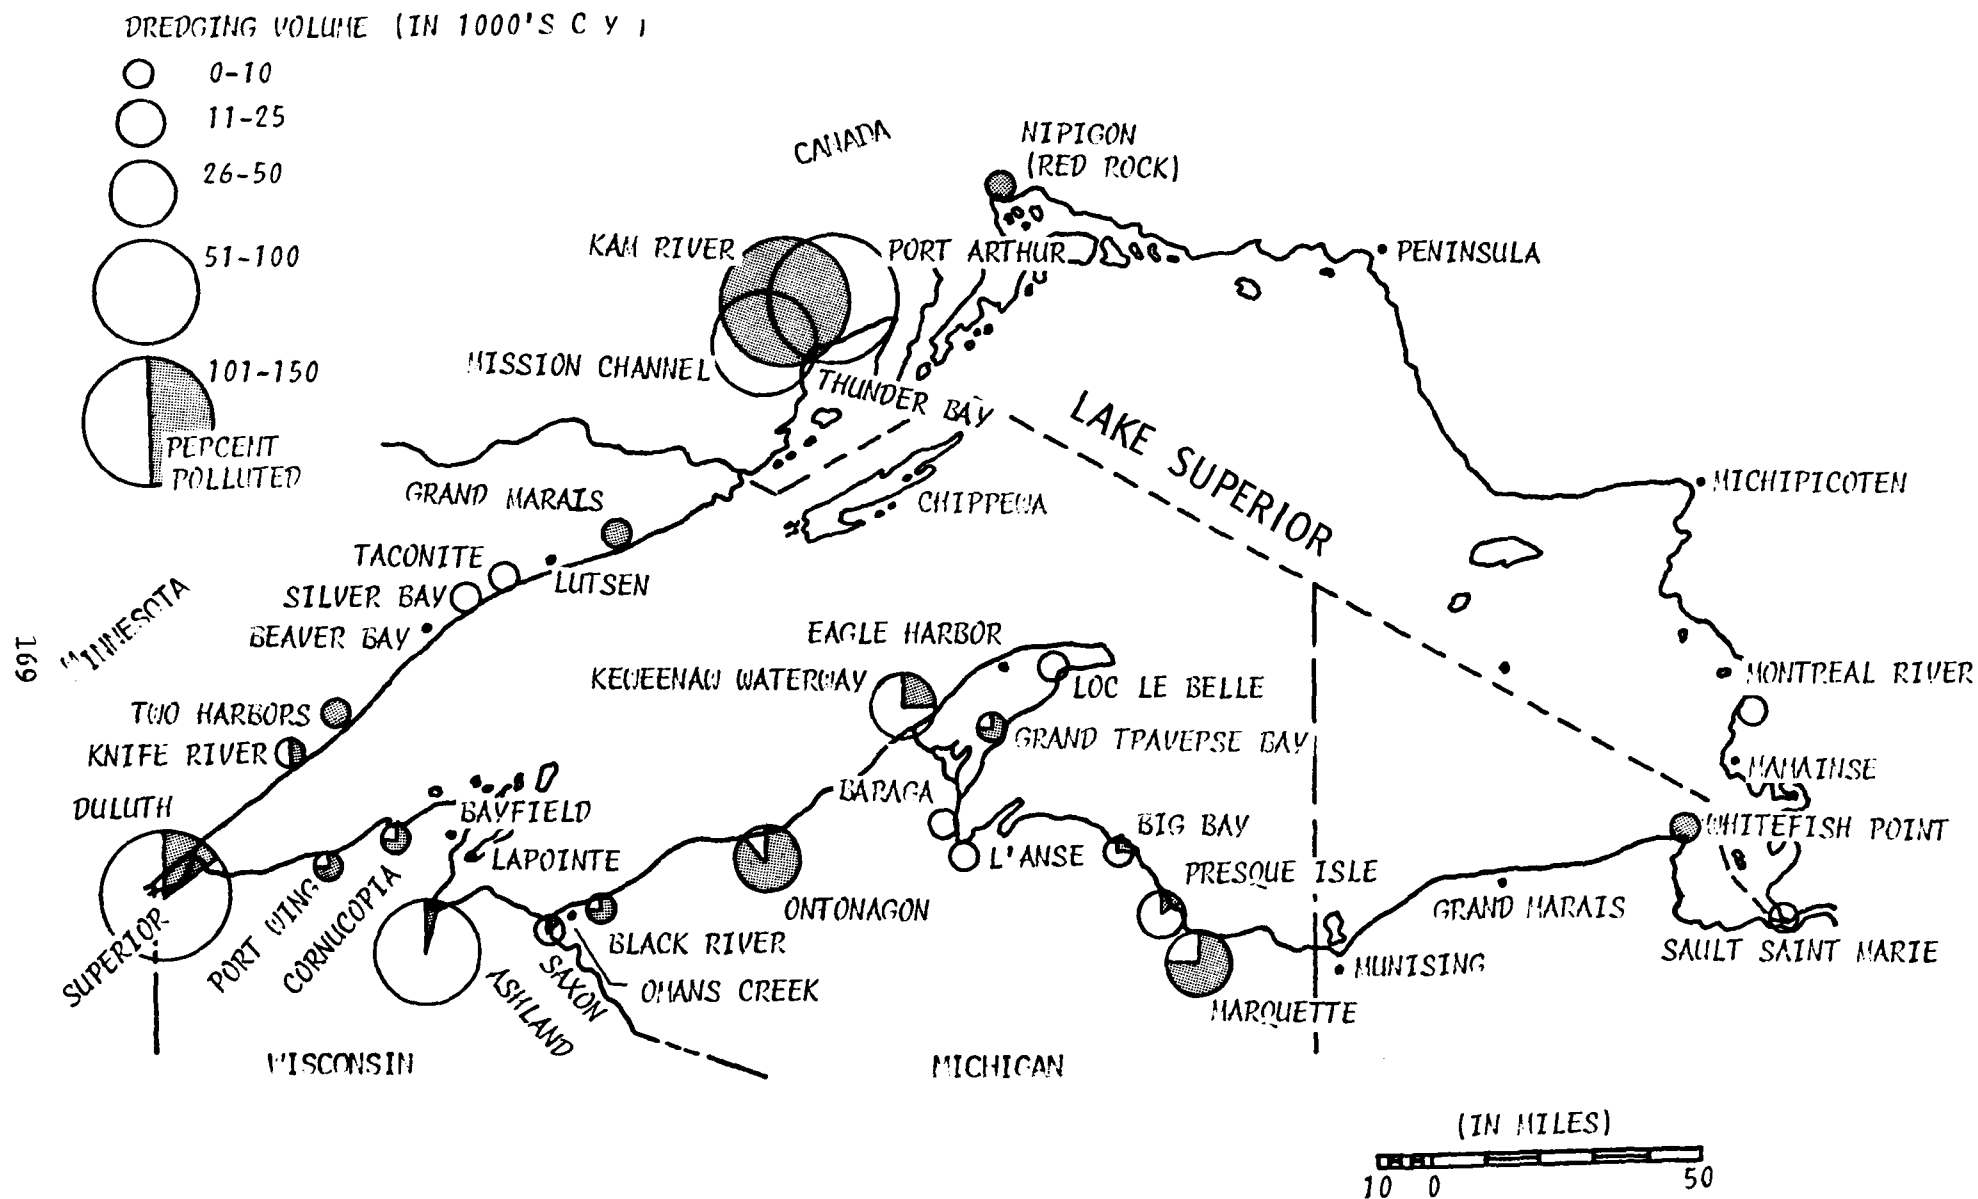 DREDGING VOLUME (IN 1000'S C Y )
0-10
11-25
26-50
51-100
101-150
PERCENT
POLLUTED
CANADA
NIPIGON
(RED ROCK)
KAM RIVER
PORT ARTHUR
PENINSULA
MISSION CHANNEL
THUNDER BAY
LAKE SUPERIOR
MICHIPICOTEN
GRAND MARAIS
CHIPPEWA
TACONITE
LUTSEN
SILVER BAY
BEAVER BAY
MINNESOTA
169
EAGLE HARBOR
KEWEENAW WATERWAY
LOC LE BELLE
MONTREAL RIVER
TWO HARBORS
KNIFE RIVER
GRAND TRAVERSE BAY
MAMAINSE
DULUTH
BAYFIELD
BARAGA
BIG BAY
WHITEFISH POINT
LAPOINTE
L'ANSE
PRESQUE ISLE
SUPERIOR
PORT WING
CORNUCOPIA
ONTONAGON
GRAND MARAIS
BLACK RIVER
SAULT SAINT MARIE
ASHLAND
SAXON
OMANS CREEK
MUNISING
MARQUETTE
WISCONSIN
MICHIGAN
(IN MILES)
10 0 50